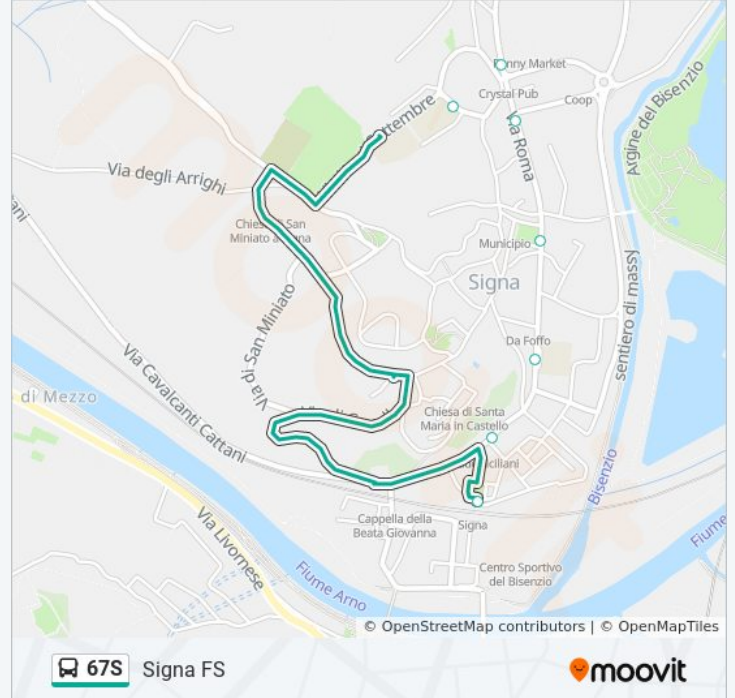 Penny Market
Crystal Pub
Coop
Via Roma
Argine del Bisenzio
Via degli Arrighi
Chiesa di San
Miniato a Signa
Municipio
Signa
sentiero di massy
Via di San Miniato
Da Foffo
di Mezzo
Via Cavalcanti Cattani
Chiesa di Santa
Maria in Castello
Bisenzio
Via Livornese
Cappella della
Beata Giovanna
Signa
Fiume
Centro Sportivo
del Bisenzio
Fiume Arno
© OpenStreetMap contributors | © OpenMapTiles
67S Signa FS
moovit